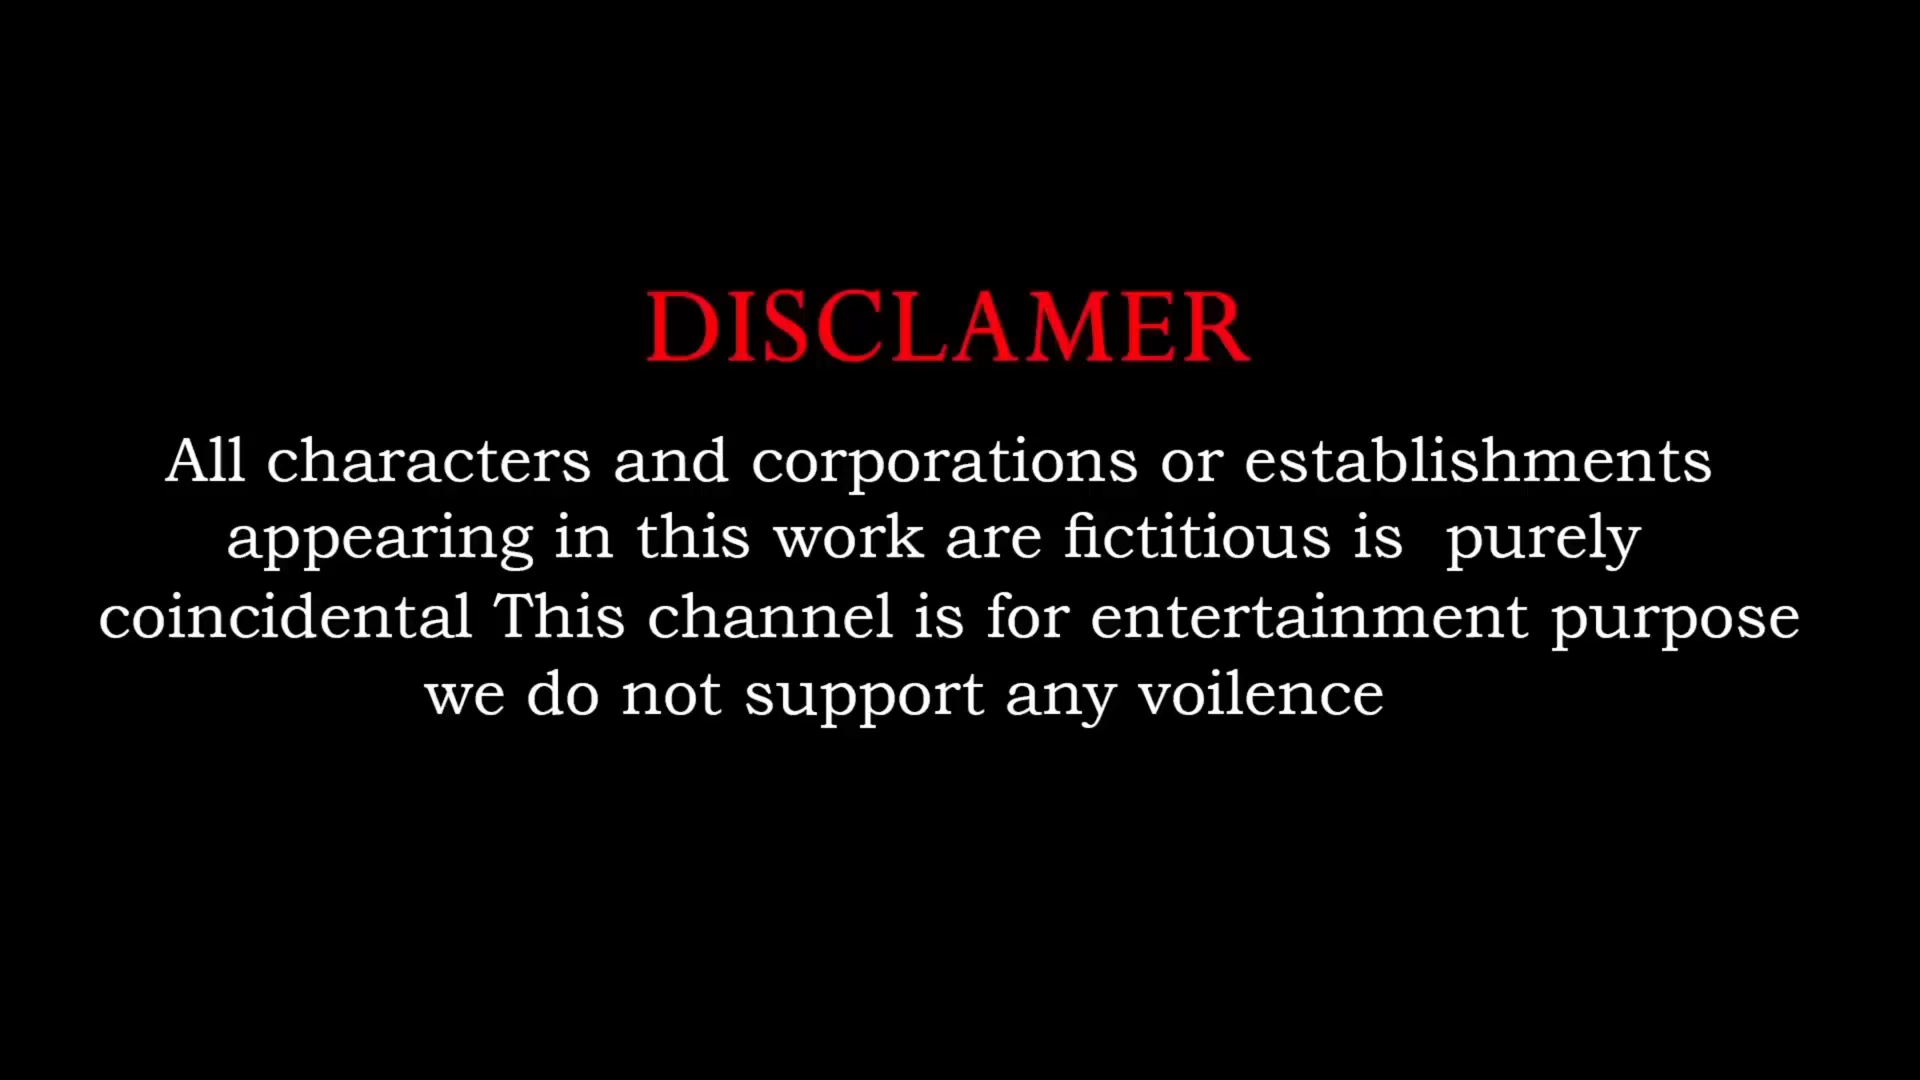 DISCLAMER
All characters and corporations or establishments
appearing in this work are fictitious is  purely
coincidental This channel is for entertainment purpose
we do not support any voilence